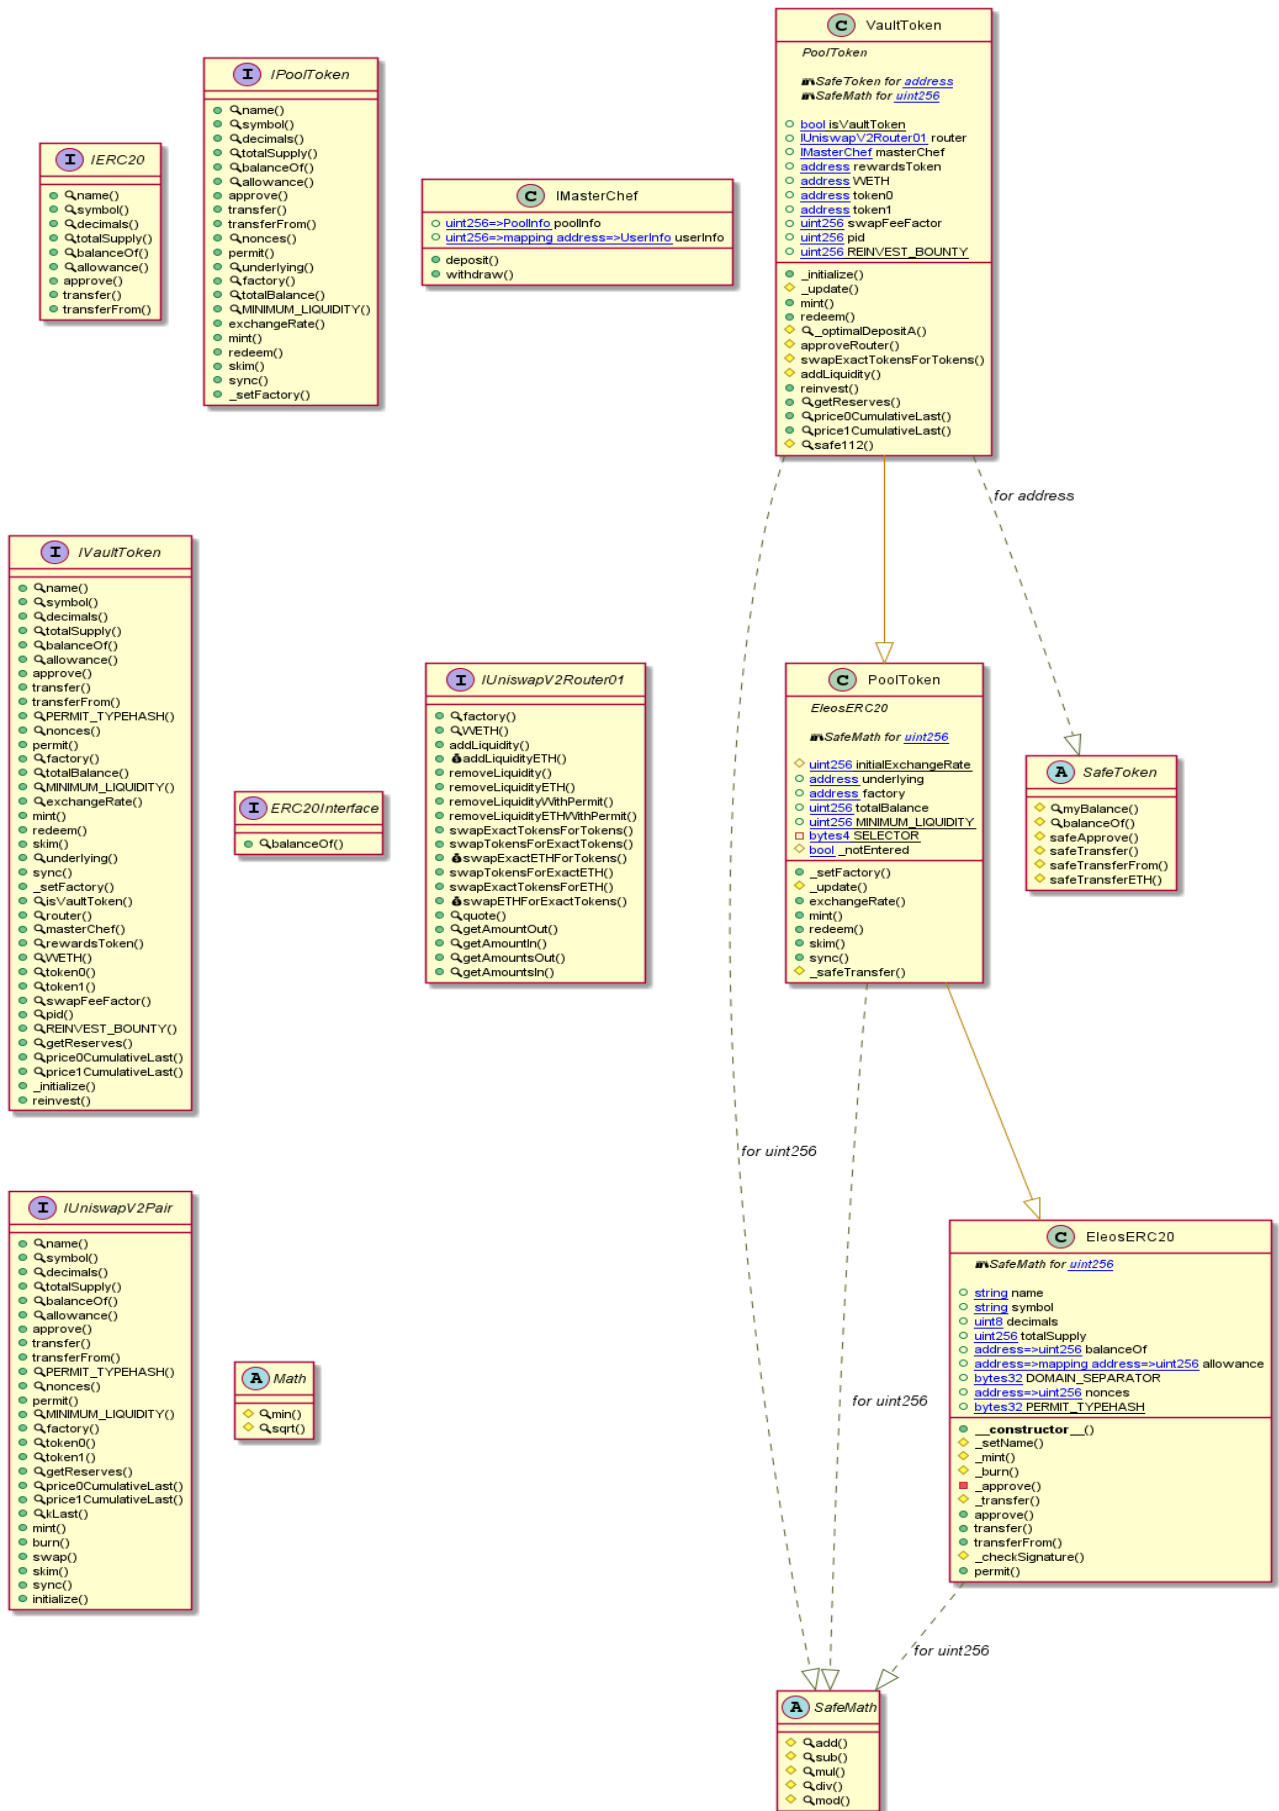 C VaultToken
PoolToken
SafeToken for address
SafeMath for uint256
bool isVaultToken
IUniswapV2Router01 router
IMasterChef masterChef
address rewardsToken
address WETH
address token0
address token1
uint256 swapFeeFactor
uint256 pid
uint256 REINVEST_BOUNTY
_initialize()
_update()
mint()
redeem()
_optimalDepositA()
approveRouter()
swapExactTokensForTokens()
addLiquidity()
reinvest()
getReserves()
price0CumulativeLast()
price1CumulativeLast()
safe112()
I IPoolToken
name()
symbol()
decimals()
totalSupply()
balanceOf()
allowance()
approve()
transfer()
transferFrom()
nonces()
permit()
underlying()
factory()
totalBalance()
MINIMUM_LIQUIDITY()
exchangeRate()
mint()
redeem()
skim()
sync()
_setFactory()
I IERC20
name()
symbol()
decimals()
totalSupply()
balanceOf()
allowance()
approve()
transfer()
transferFrom()
C IMasterChef
uint256=>PoolInfo poolInfo
uint256=>mapping address=>UserInfo userInfo
deposit()
withdraw()
for address
I IVaultToken
name()
symbol()
decimals()
totalSupply()
balanceOf()
allowance()
approve()
transfer()
transferFrom()
PERMIT_TYPEHASH()
nonces()
permit()
factory()
totalBalance()
MINIMUM_LIQUIDITY()
exchangeRate()
mint()
redeem()
skim()
underlying()
sync()
_setFactory()
isVaultToken()
router()
masterChef()
rewardsToken()
WETH()
token0()
token1()
swapFeeFactor()
pid()
REINVEST_BOUNTY()
getReserves()
price0CumulativeLast()
price1CumulativeLast()
_initialize()
reinvest()
I ERC20Interface
balanceOf()
I IUniswapV2Router01
factory()
WETH()
addLiquidity()
addLiquidityETH()
removeLiquidity()
removeLiquidityETH()
removeLiquidityWithPermit()
removeLiquidityETHWithPermit()
swapExactTokensForTokens()
swapTokensForExactTokens()
swapExactETHForTokens()
swapTokensForExactETH()
swapExactTokensForETH()
swapETHForExactTokens()
quote()
getAmountOut()
getAmountIn()
getAmountsOut()
getAmountsIn()
C PoolToken
EleosERC20
SafeMath for uint256
uint256 initialExchangeRate
address underlying
address factory
uint256 totalBalance
uint256 MINIMUM_LIQUIDITY
bytes4 SELECTOR
bool _notEntered
_setFactory()
_update()
exchangeRate()
mint()
redeem()
skim()
sync()
_safeTransfer()
A SafeToken
myBalance()
balanceOf()
safeApprove()
safeTransfer()
safeTransferFrom()
safeTransferETH()
for uint256
I IUniswapV2Pair
name()
symbol()
decimals()
totalSupply()
balanceOf()
allowance()
approve()
transfer()
transferFrom()
PERMIT_TYPEHASH()
nonces()
permit()
MINIMUM_LIQUIDITY()
factory()
token0()
token1()
getReserves()
price0CumulativeLast()
price1CumulativeLast()
kLast()
mint()
burn()
swap()
skim()
sync()
initialize()
A Math
min()
sqrt()
for uint256
C EleosERC20
SafeMath for uint256
string name
string symbol
uint8 decimals
uint256 totalSupply
address=>uint256 balanceOf
address=>mapping address=>uint256 allowance
bytes32 DOMAIN_SEPARATOR
address=>uint256 nonces
bytes32 PERMIT_TYPEHASH
__constructor__()
_setName()
_mint()
_burn()
_approve()
_transfer()
approve()
transfer()
transferFrom()
_checkSignature()
permit()
for uint256
A SafeMath
add()
sub()
mul()
div()
mod()